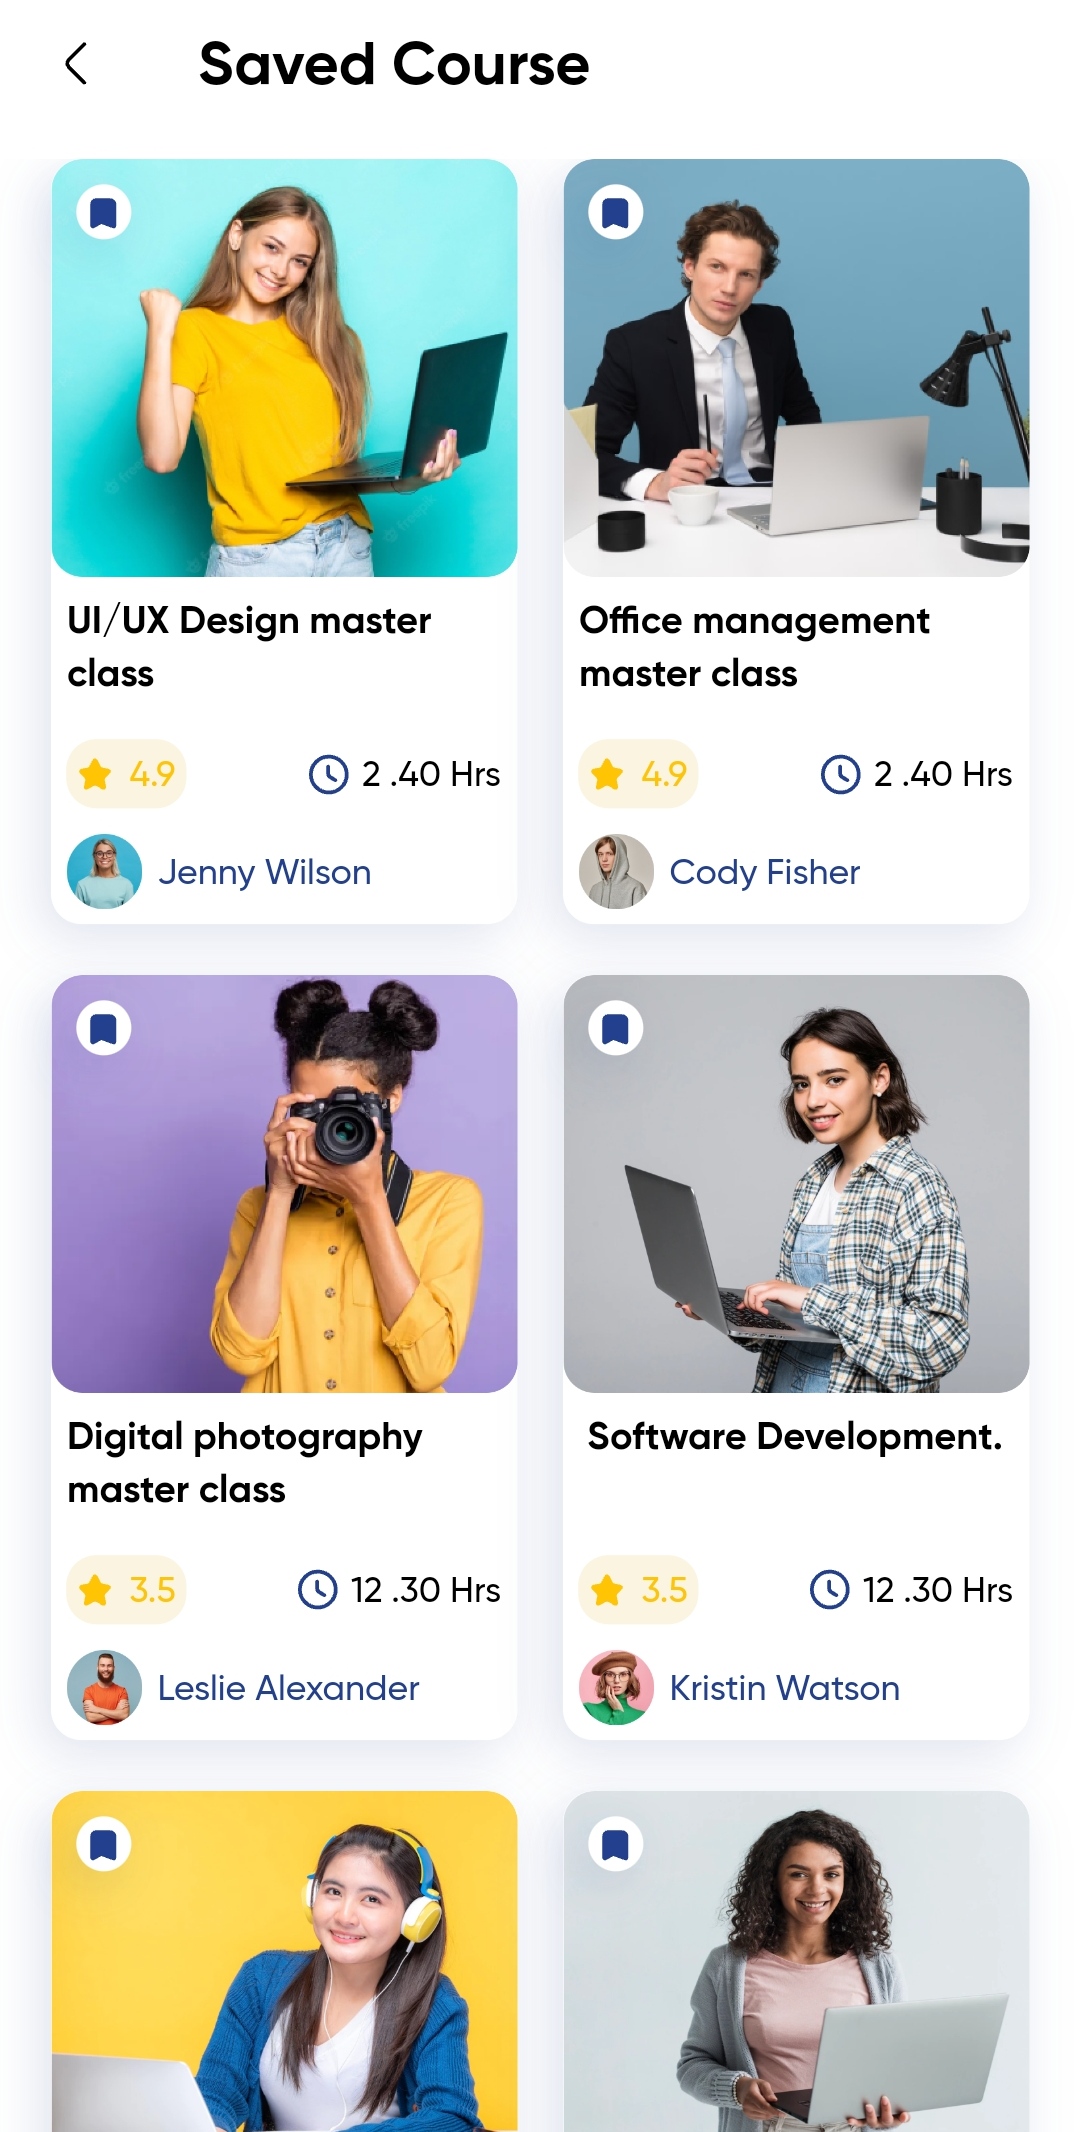 Saved Course
UI/UX Design master
class
4.9
2 .40 Hrs
Jenny Wilson
Office management
master class
4.9
2 .40 Hrs
Cody Fisher
Digital photography
master class
3.5
12 .30 Hrs
Leslie Alexander
Software Development.
3.5
12 .30 Hrs
Kristin Watson